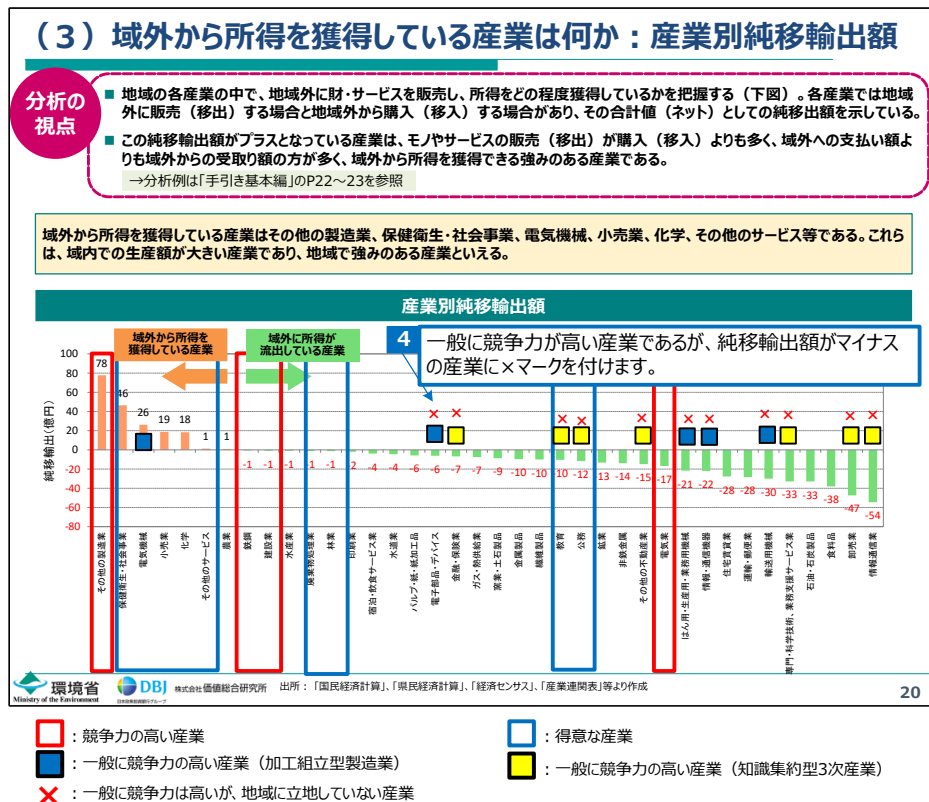 （３）域外から所得を獲得している産業は何か：産業別純移輸出額
分析の
視点
■ 地域の各産業の中で、地域外に財・サービスを販売し、所得をどの程度獲得しているかを把握する（下図）。各産業では地域
外に販売（移出）する場合と地域外から購入（移入）する場合があり、その合計値（ネット）としての純移出額を示している。
■ この純移輸出額がプラスとなっている産業は、モノやサービスの販売（移出）が購入（移入）よりも多く、域外への支払い額よ
りも域外からの受取り額の方が多く、域外から所得を獲得できる強みのある産業である。
→分析例は「手引き基本編」のP22～23を参照
域外から所得を獲得している産業はその他の製造業、保健衛生・社会事業、電気機械、小売業、化学、その他のサービス等である。これら
は、域内での生産額が大きい産業であり、地域で強みのある産業といえる。
産業別純移輸出額
域外から所得を
獲得している産業
域外に所得が
流出している産業
4
一般に競争力が高い産業であるが、純移輸出額がマイナス
の産業に×マークを付けます。
純移輸出（億円）
100
80
60
40
20
0
-20
-40
-60
-80
78
46
26
19
18
1
1
-1
-1
-1
-1
-1
-2
-4
-4
-6
-6
-7
-7
-9
-10
-10
-10
-12
-13
-14
-15
-17
-21
-22
-28
-28
-30
-33
-33
-38
-47
-54
その他の製造業
保健衛生・社会事業
電気機械
小売業
化学
その他のサービス
農業
鉄鋼
建設業
水産業
廃棄物処理業
林業
印刷業
宿泊・飲食サービス業
水道業
パルプ・紙・紙加工品
電子部品・デバイス
金融・保険業
ガス・熱供給業
窯業・土石製品
金属製品
繊維製品
教育
公務
鉱業
非鉄金属
その他の不動産業
電気業
はん用・生産用・業務用機械
情報・通信機器
住宅賃貸業
運輸・郵便業
輸送用機械
専門・科学技術、業務支援サービス業
石油・石炭製品
食料品
卸売業
情報通信業
環境省
Ministry of the Environment
DBJ
日本政策投資銀行グループ
株式会社価値総合研究所
出所：「国民経済計算」、「県民経済計算」、「経済センサス」、「産業連関表」等より作成
20
：競争力の高い産業
：得意な産業
：一般に競争力の高い産業（加工組立型製造業）
：一般に競争力の高い産業（知識集約型3次産業）
×：一般に競争力は高いが、地域に立地していない産業